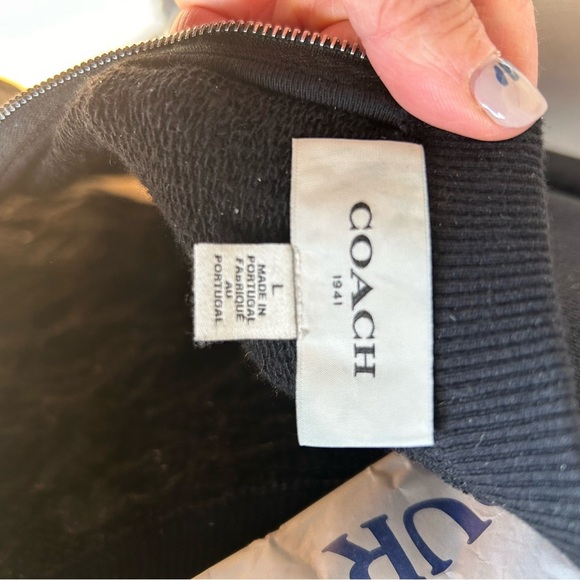 COACH
1941
L
MADE IN
PORTUGAL
FABRIQUÉ
AU
PORTUGAL
UR